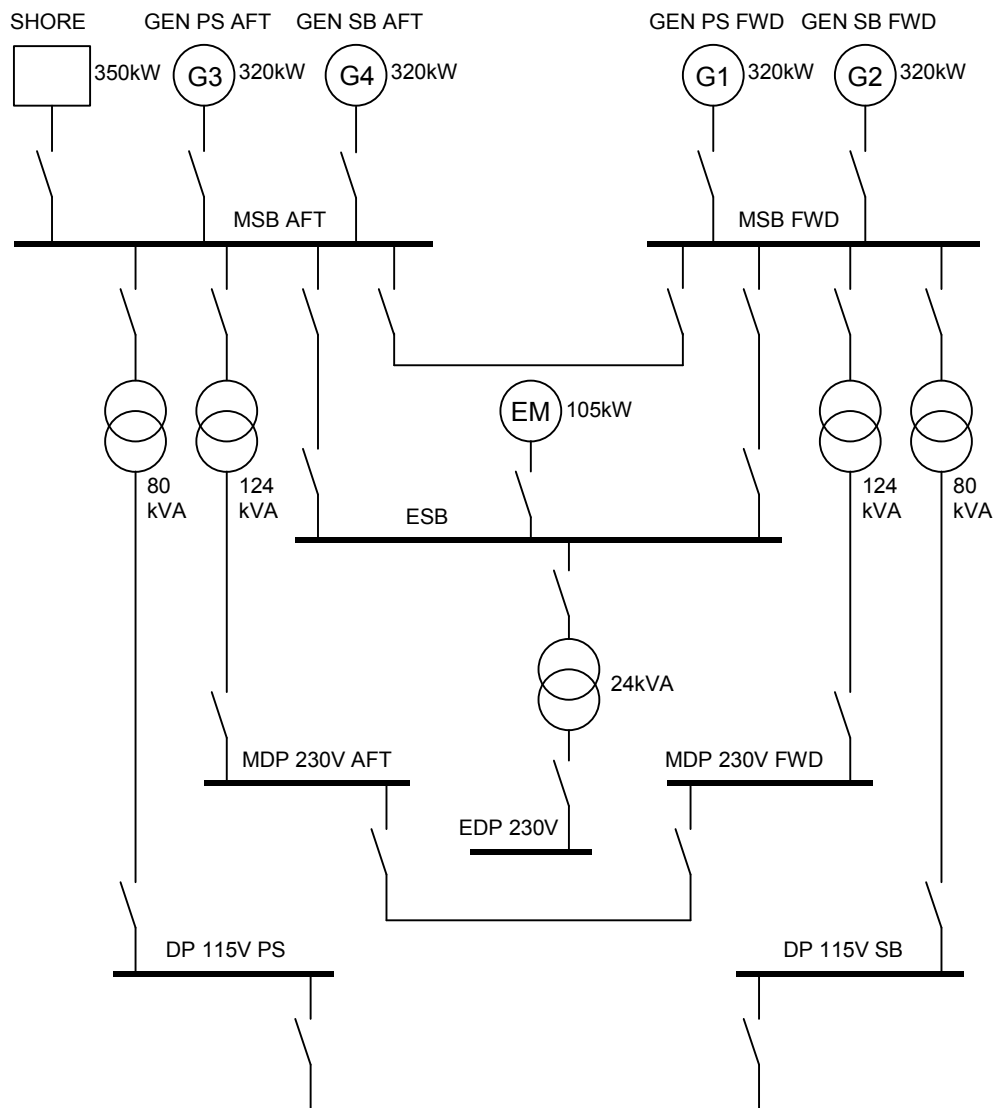 SHORE
GEN PS AFT
GEN SB AFT
GEN PS FWD
GEN SB FWD
350kW
G3
320kW
G4
320kW
G1
320kW
G2
320kW
MSB AFT
MSB FWD
EM
105kW
80
kVA
124
kVA
124
kVA
80
kVA
ESB
24kVA
MDP 230V AFT
MDP 230V FWD
EDP 230V
DP 115V PS
DP 115V SB